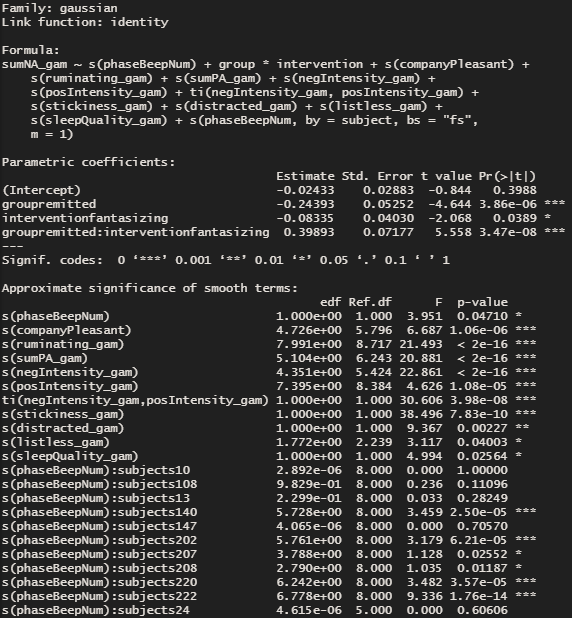 Family: gaussian
Link function: identity
Formula:
sumNA_gam ~ s(phaseBeepNum) + group * intervention + s(companyPleasant) +
s(ruminating_gam) + s(sumPA_gam) + s(negIntensity_gam) +
s(posIntensity_gam) + ti(negIntensity_gam, posIntensity_gam) +
s(stickiness_gam) + s(distracted_gam) + s(listless_gam) +
s(sleepQuality_gam) + s(phaseBeepNum, by = subject, bs = "fs",
m = 1)
Parametric coefficients:
Estimate Std. Error t value Pr(>|t|)
(Intercept) -0.02433 0.02883 -0.844 0.3988
groupremitted -0.24393 0.05252 -4.644 3.86e-06 ***
interventionfantasizing -0.08335 0.04030 -2.068 0.0389 *
groupremitted:interventionfantasizing 0.39893 0.07177 5.558 3.47e-08 ***
---
Signif. codes: 0 ‘***’ 0.001 ‘**’ 0.01 ‘*’ 0.05 ‘.’ 0.1 ‘ ’ 1
Approximate significance of smooth terms:
edf Ref.df F p-value
s(phaseBeepNum) 1.000e+00 1.000 3.951 0.04710 *
s(companyPleasant) 4.726e+00 5.796 6.687 1.06e-06 ***
s(ruminating_gam) 7.991e+00 8.717 21.493 < 2e-16 ***
s(sumPA_gam) 5.104e+00 6.243 20.881 < 2e-16 ***
s(negIntensity_gam) 4.351e+00 5.424 22.861 < 2e-16 ***
s(posIntensity_gam) 7.395e+00 8.384 4.626 1.08e-05 ***
ti(negIntensity_gam,posIntensity_gam) 1.000e+00 1.000 30.606 3.98e-08 ***
s(stickiness_gam) 1.000e+00 1.000 38.496 7.83e-10 ***
s(distracted_gam) 1.000e+00 1.000 9.367 0.00227 **
s(listless_gam) 1.772e+00 2.239 3.117 0.04003 *
s(sleepQuality_gam) 1.000e+00 1.000 4.994 0.02564 *
s(phaseBeepNum):subjects10 2.892e-06 8.000 0.000 1.00000
s(phaseBeepNum):subjects108 9.829e-01 8.000 0.236 0.11096
s(phaseBeepNum):subjects13 2.299e-01 8.000 0.033 0.28249
s(phaseBeepNum):subjects140 5.728e+00 8.000 3.459 2.50e-05 ***
s(phaseBeepNum):subjects147 4.065e-06 8.000 0.000 0.70570
s(phaseBeepNum):subjects202 5.761e+00 8.000 3.179 6.21e-05 ***
s(phaseBeepNum):subjects207 3.788e+00 8.000 1.128 0.02552 *
s(phaseBeepNum):subjects208 2.790e+00 8.000 1.035 0.01187 *
s(phaseBeepNum):subjects220 6.242e+00 8.000 3.482 3.57e-05 ***
s(phaseBeepNum):subjects222 6.778e+00 8.000 9.336 1.76e-14 ***
s(phaseBeepNum):subjects24 4.615e-06 5.000 0.000 0.60606